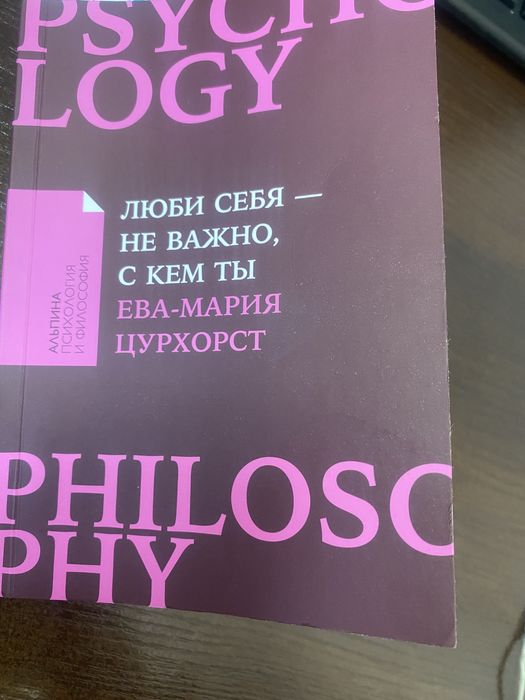 PSYCHO
LOGY
ЛЮБИ СЕБЯ —
НЕ ВАЖНО,
С КЕМ ТЫ
ЕВА-МАРИЯ
ЦУРХОРСТ
АЛЬПИНА
ПСИХОЛОГИЯ
И ФИЛОСОФИЯ
PHILOSO
PHY